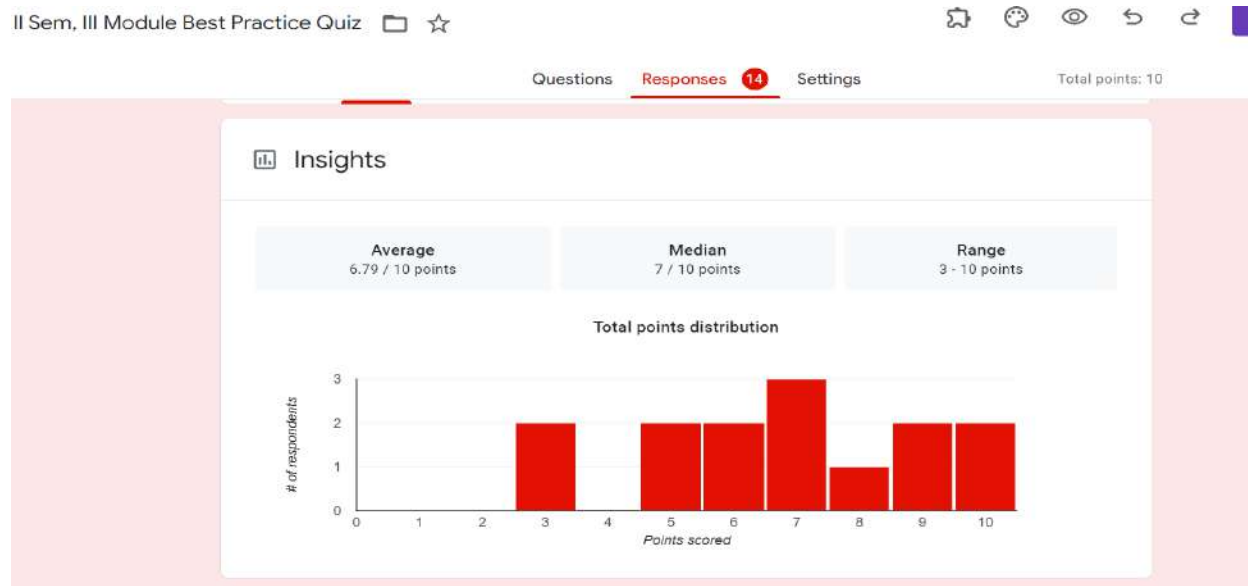 II Sem, III Module Best Practice Quiz
Questions Responses 14 Settings Total points: 10
Insights
Average Median Range
6.79 / 10 points 7 / 10 points 3 - 10 points
Total points distribution
# of respondents
3
2
1
0
0 1 2 3 4 5 6 7 8 9 10
Points scored